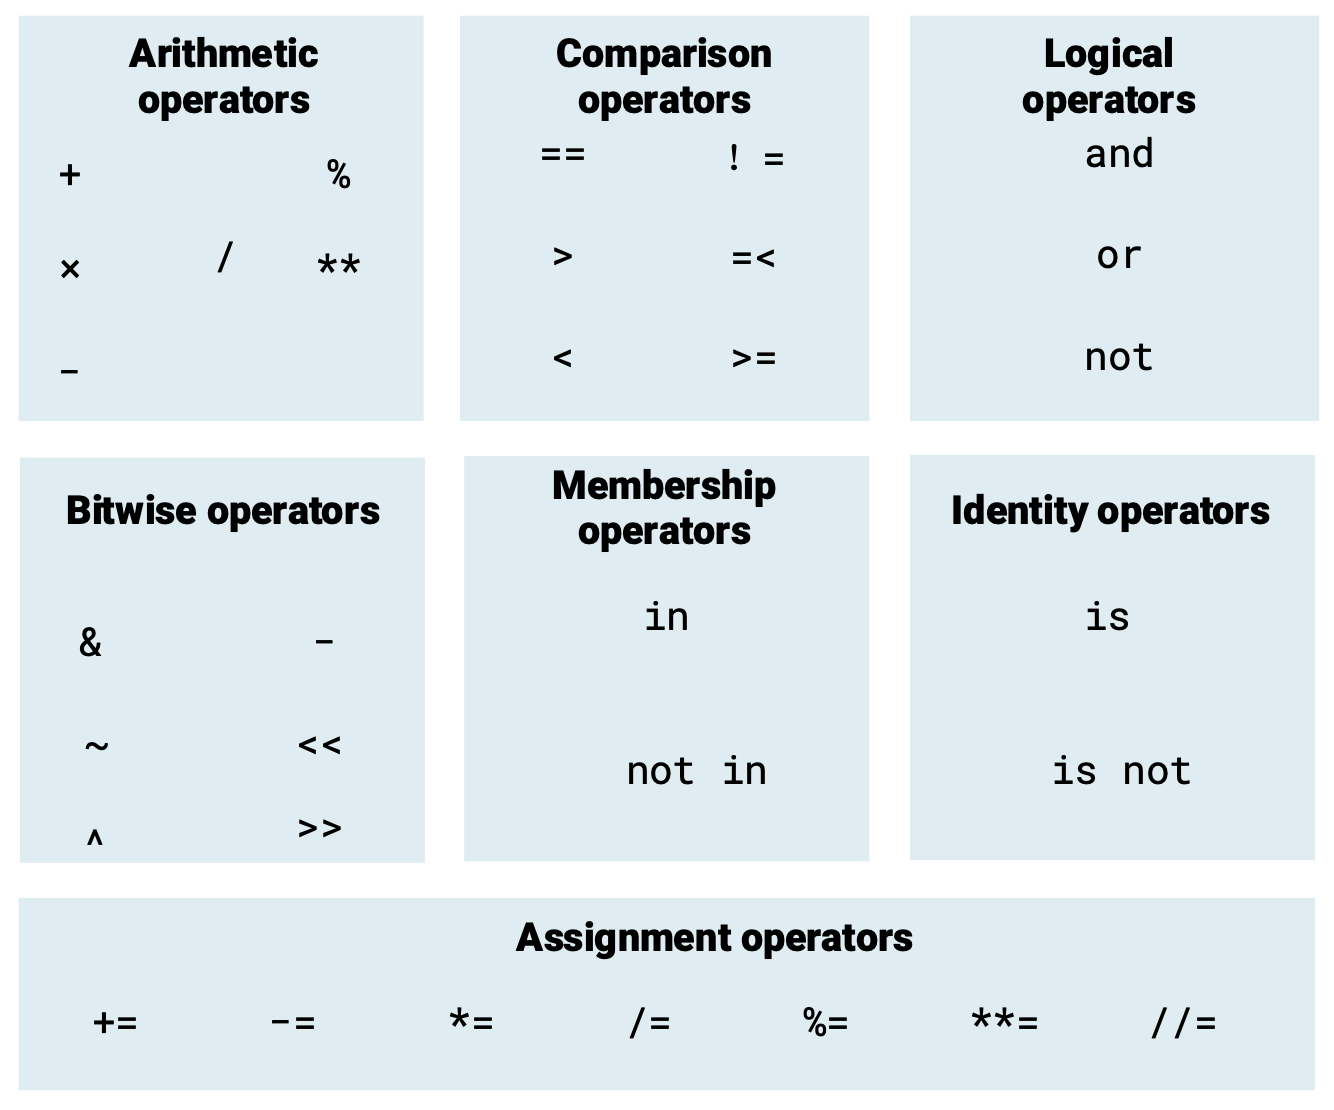 Arithmetic
operators
+ %
× / **
-
Comparison
operators
== ! =
> =<
< >=
Logical
operators
and
or
not
Bitwise operators
& -
~ <<
^ >>
Membership
operators
in
not in
Identity operators
is
is not
Assignment operators
+= -= *= /= %= **= //=